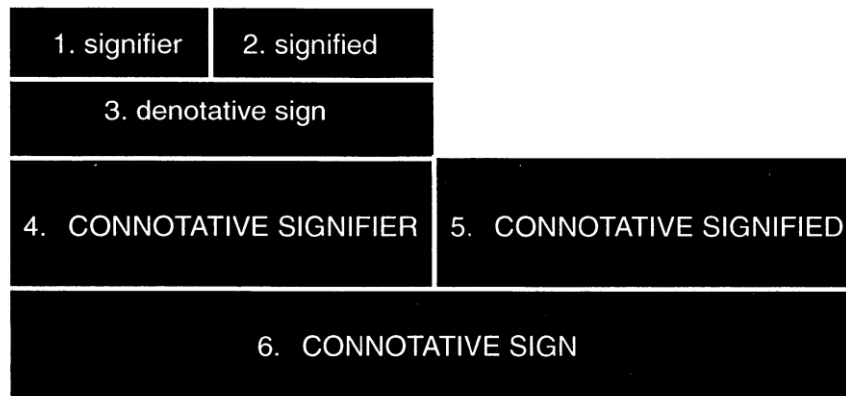 1. signifier
2. signified
3. denotative sign
4. CONNOTATIVE SIGNIFIER
5. CONNOTATIVE SIGNIFIED
6. CONNOTATIVE SIGN